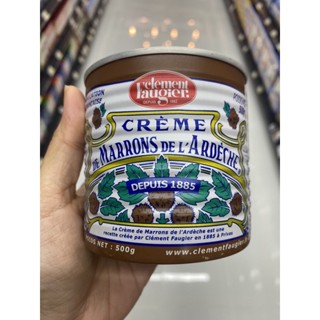 clément
faugier
DEPUIS 1882
CRÈME
DE MARRONS DE L'ARDÈCHE
DEPUIS 1885
La Crème de Marrons de l'Ardèche est une
recette créée par Clément Faugier en 1885 à Privas
POIDS NET : 500g
www.clementfaugier.